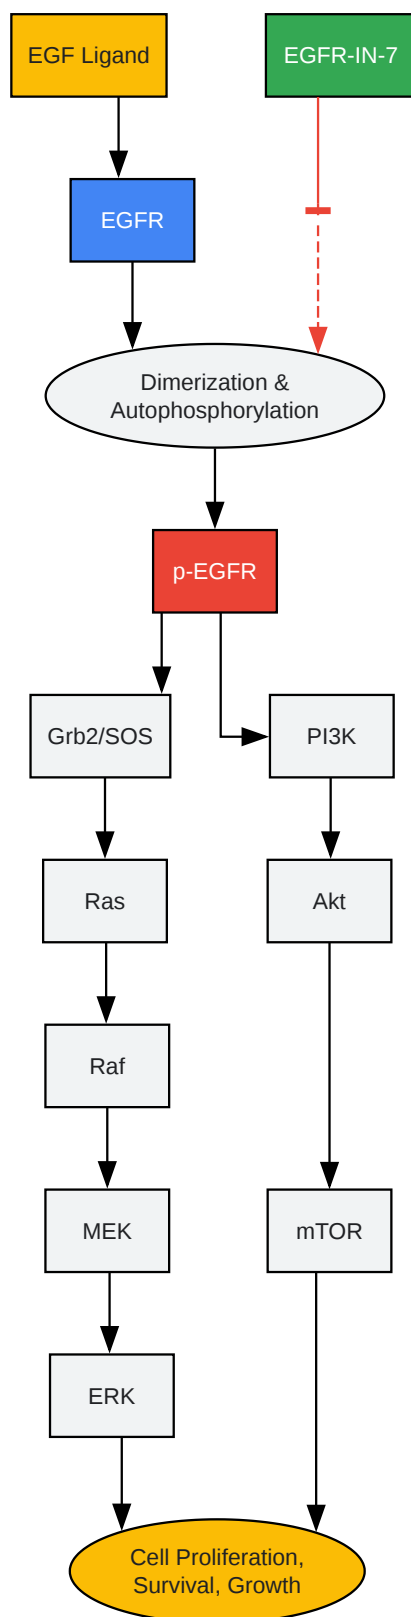 EGF Ligand
EGFR-IN-7
EGFR
Dimerization &
Autophosphorylation
p-EGFR
Grb2/SOS
PI3K
Ras
Akt
Raf
MEK
mTOR
ERK
Cell Proliferation,
Survival, Growth